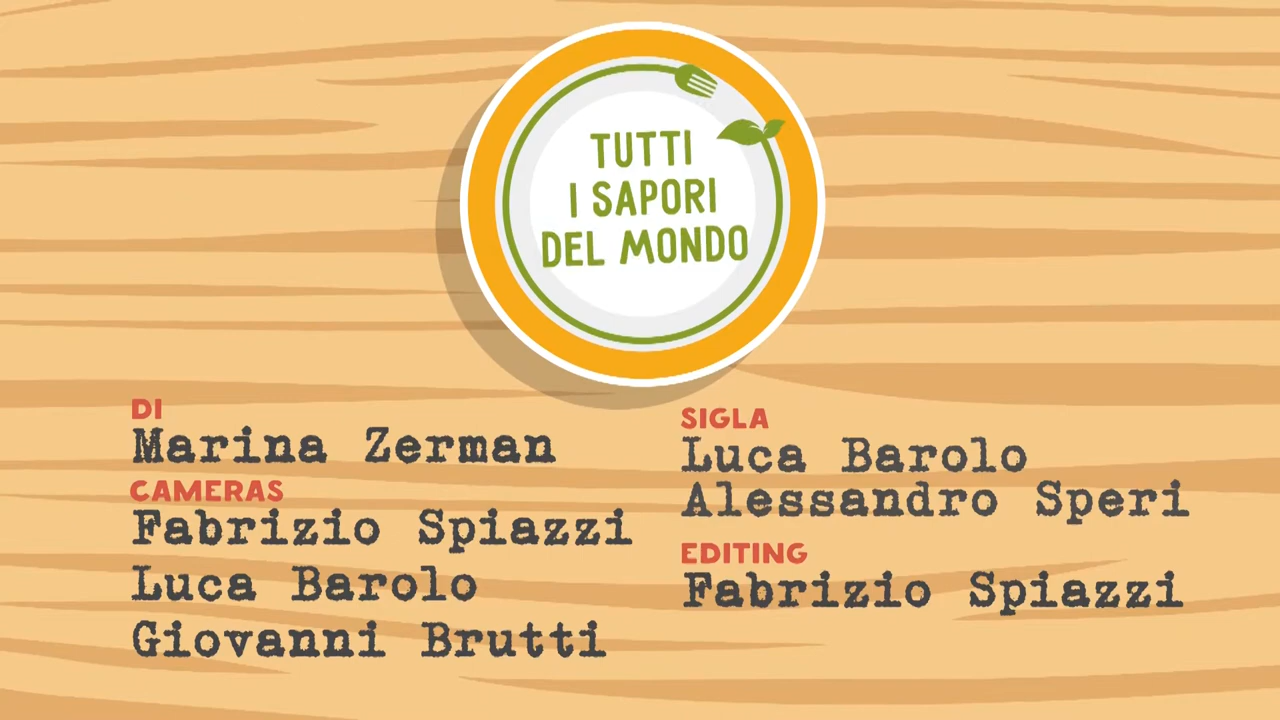 TUTTI
I SAPORI
DEL MONDO
DI
Marina Zerman
CAMERAS
Fabrizio Spiazzi
Luca Barolo
Giovanni Brutti
SIGLA
Luca Barolo
Alessandro Speri
EDITING
Fabrizio Spiazzi